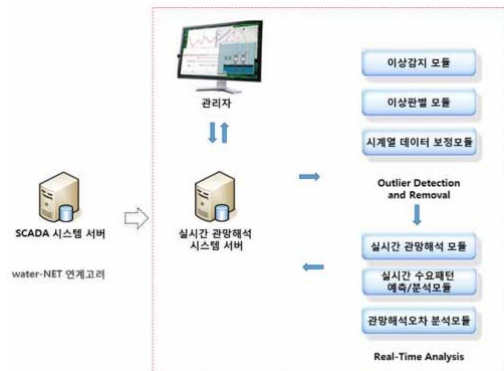 관리자
이상감지 모듈
이상판별 모듈
시계열 데이터 보정모듈
Outlier Detection
and Removal
SCADA 시스템 서버
실시간 관망해석
시스템 서버
water-NET 연계고려
실시간 관망해석 모듈
실시간 수요패턴
예측/분석모듈
관망해석오차 분석모듈
Real-Time Analysis